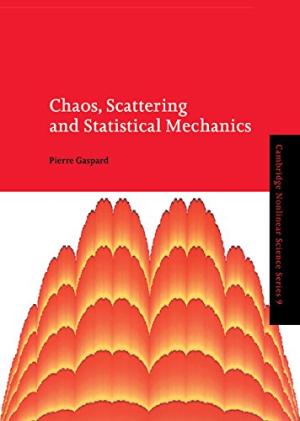 Chaos, Scattering
and Statistical Mechanics
Pierre Gaspard
Cambridge Nonlinear Science Series 9